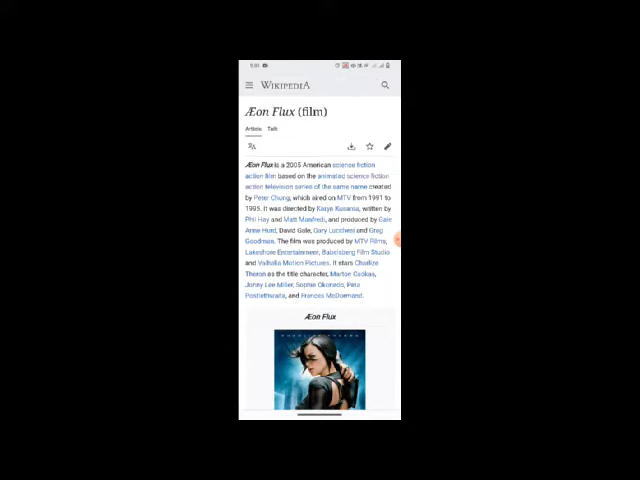 WIKIPEDIA
Æon Flux (film)
Article Talk
Æon Flux is a 2005 American science fiction
action film based on the animated science fiction
action television series of the same name created
by Peter Chung, which aired on MTV from 1991 to
1995. It was directed by Karyn Kusama, written by
Phil Hay and Matt Manfredi, and produced by Gale
Anne Hurd, David Gale, Gary Lucchesi and Greg
Goodman. The film was produced by MTV Films,
Lakeshore Entertainment, Babelsberg Film Studio
and Valhalla Motion Pictures. It stars Charlize
Theron as the title character, Marton Csokas,
Jonny Lee Miller, Sophie Okonedo, Pete
Postlethwaite, and Frances McDormand.
Æon Flux